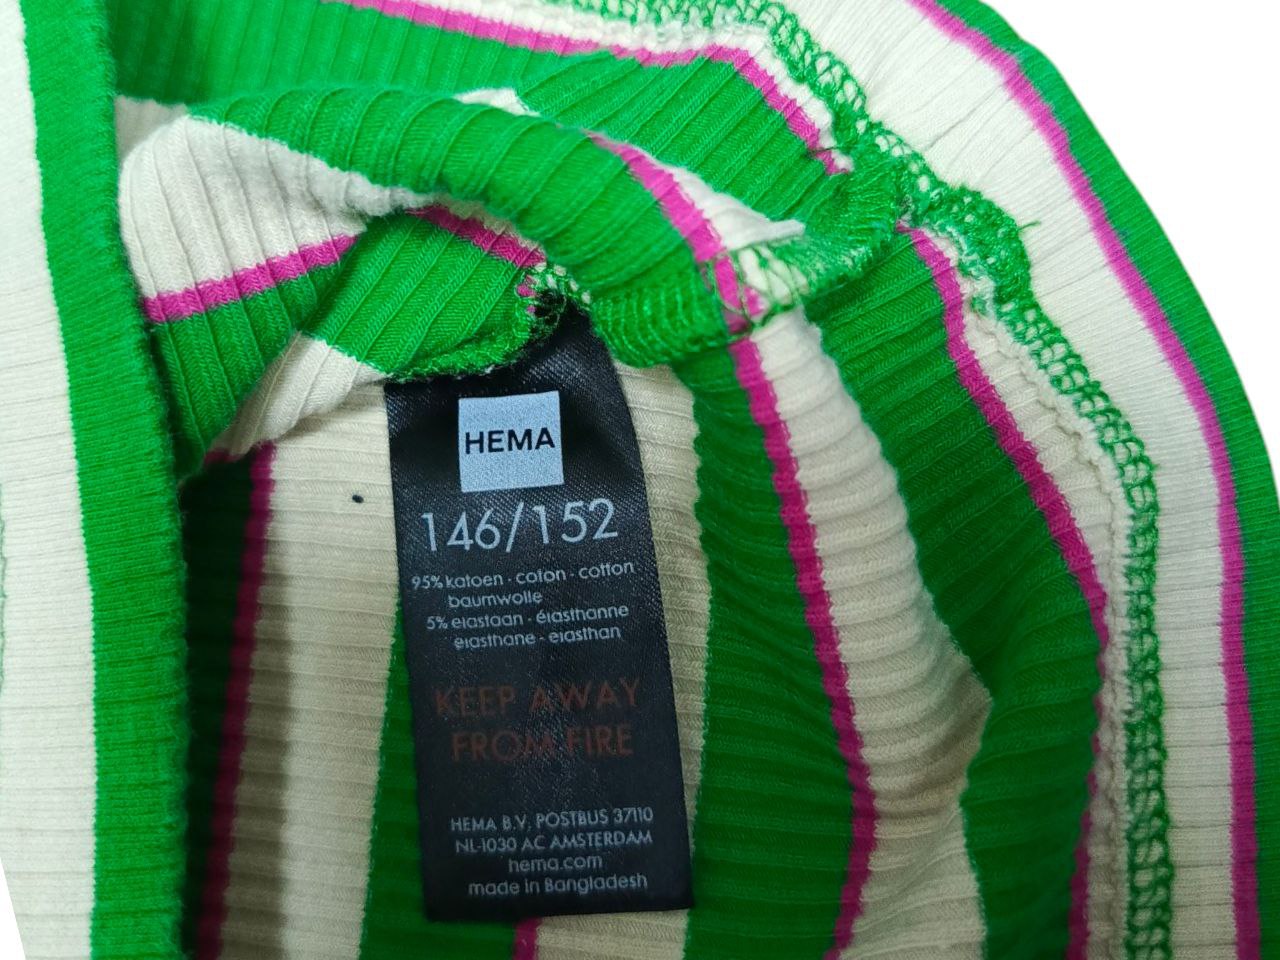 HEMA
146/152
95% katoen - coton - cotton
baumwolle
5% elastaan - élasthanne
elasthane - elasthan
KEEP AWAY
FROM FIRE
HEMA B.V, POSTBUS 37110
NL-1030 AC AMSTERDAM
hema.com
made in Bangladesh